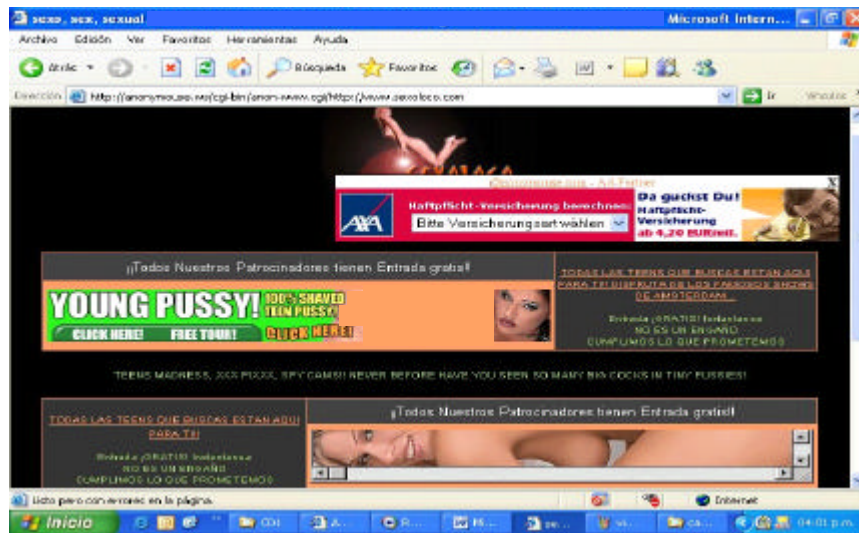 sexo, sex, sexual
Microsoft Intern...
Archivo Edición Ver Favoritos Herramientas Ayuda
Atrás Búsqueda Favoritos
Dirección http://anonymouse.ws/cgi-bin/anon-www.cgi/http://www.sexoloco.com Ir Vínculos
X
AXA
Haftpflicht-Versicherung berechnen:
Bitte Versicherungsart wählen
Da guckst Du!
Haftpflicht-
Versicherung
ab 4,20 EUR
¡¡Todos Nuestros Patrocinadores tienen Entrada gratis!!
YOUNG PUSSY! 100% SHAVED
TEEN PUSSY!
CLICK HERE! FREE TOUR! CLICK HERE!
TODAS LAS TEENS QUE BUSCAS ESTAN AQUI
PARA TI! DISFRUTA DE LOS FAMOSOS SHOWS
DE AMSTERDAM...
Entrada ¡GRATIS! Instantanea
NO ES UN ENGAÑO
CUMPLIMOS LO QUE PROMETEMOS
TEENS MADNESS, XXX PIXXX, SPY CAMS!! NEVER BEFORE HAVE YOU SEEN SO MANY BIG COCKS IN TINY PUSSIES!
TODAS LAS TEENS QUE BUSCAS ESTAN AQUI
PARA TI!
Entrada ¡GRATIS! Instantanea
NO ES UN ENGAÑO
CUMPLIMOS LO QUE PROMETEMOS
¡¡Todos Nuestros Patrocinadores tienen Entrada gratis!!
Listo pero con errores en la página.
Internet
Inicio
04:01 p.m.